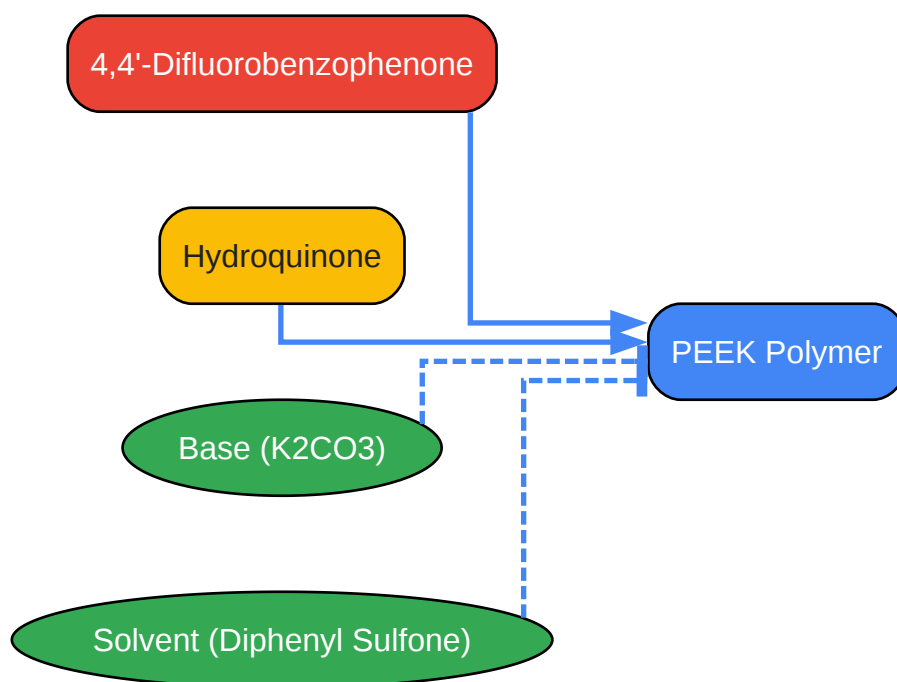 4,4'-Difluorobenzophenone
Hydroquinone
PEEK Polymer
Base (K2CO3)
Solvent (Diphenyl Sulfone)